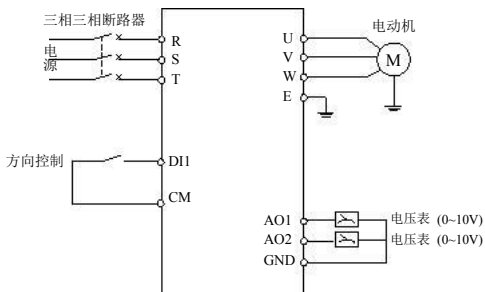 三相三相断路器
电源
R
S
T
方向控制
DI1
CM
U
V
W
E
电动机
M
AO1
电压表 (0~10V)
AO2
电压表 (0~10V)
GND